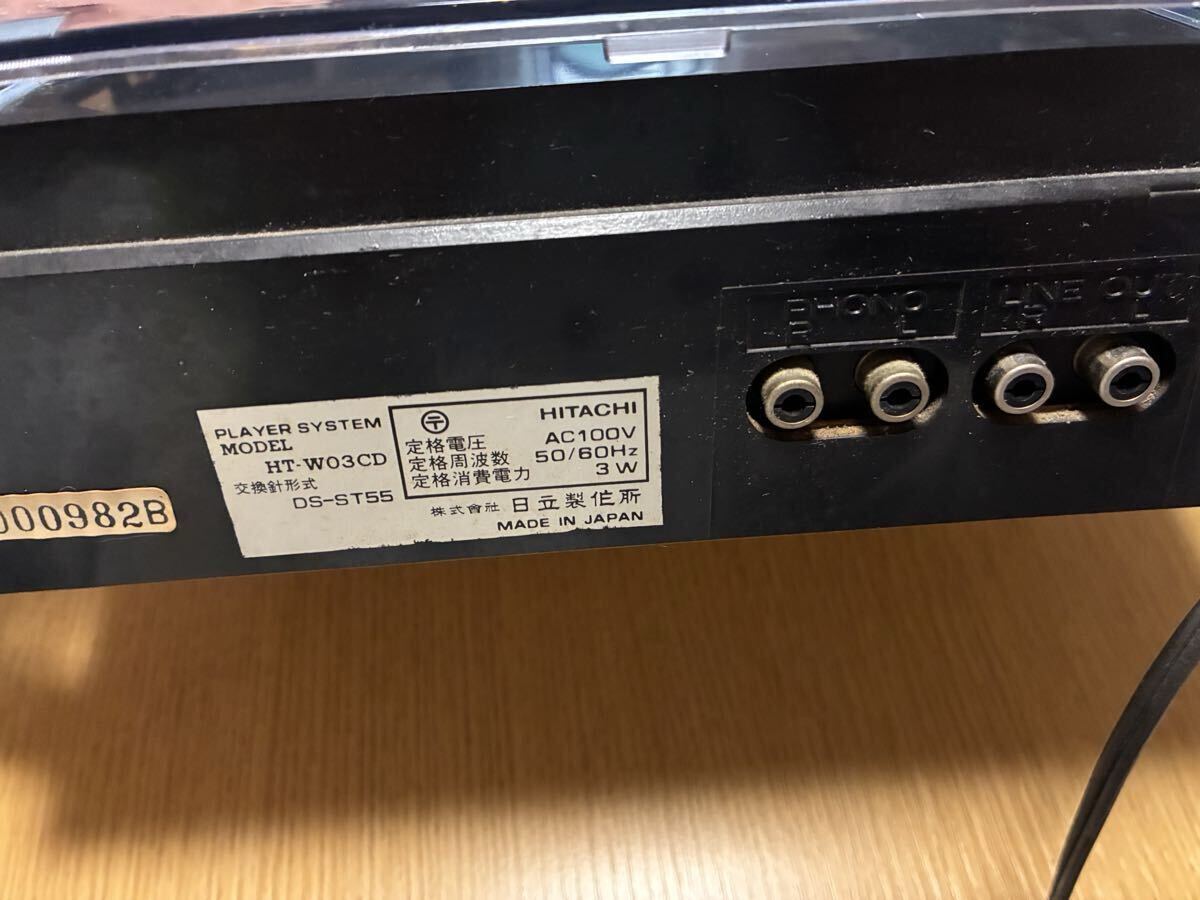 PHONO
R L
LINE OUT
R L
PLAYER SYSTEM
MODEL
HT-W03CD
交換針形式
DS-ST55
HITACHI
定格電圧 AC100V
定格周波数 50/60Hz
定格消費電力 3W
株式會社 日立製作所
MADE IN JAPAN
000982B